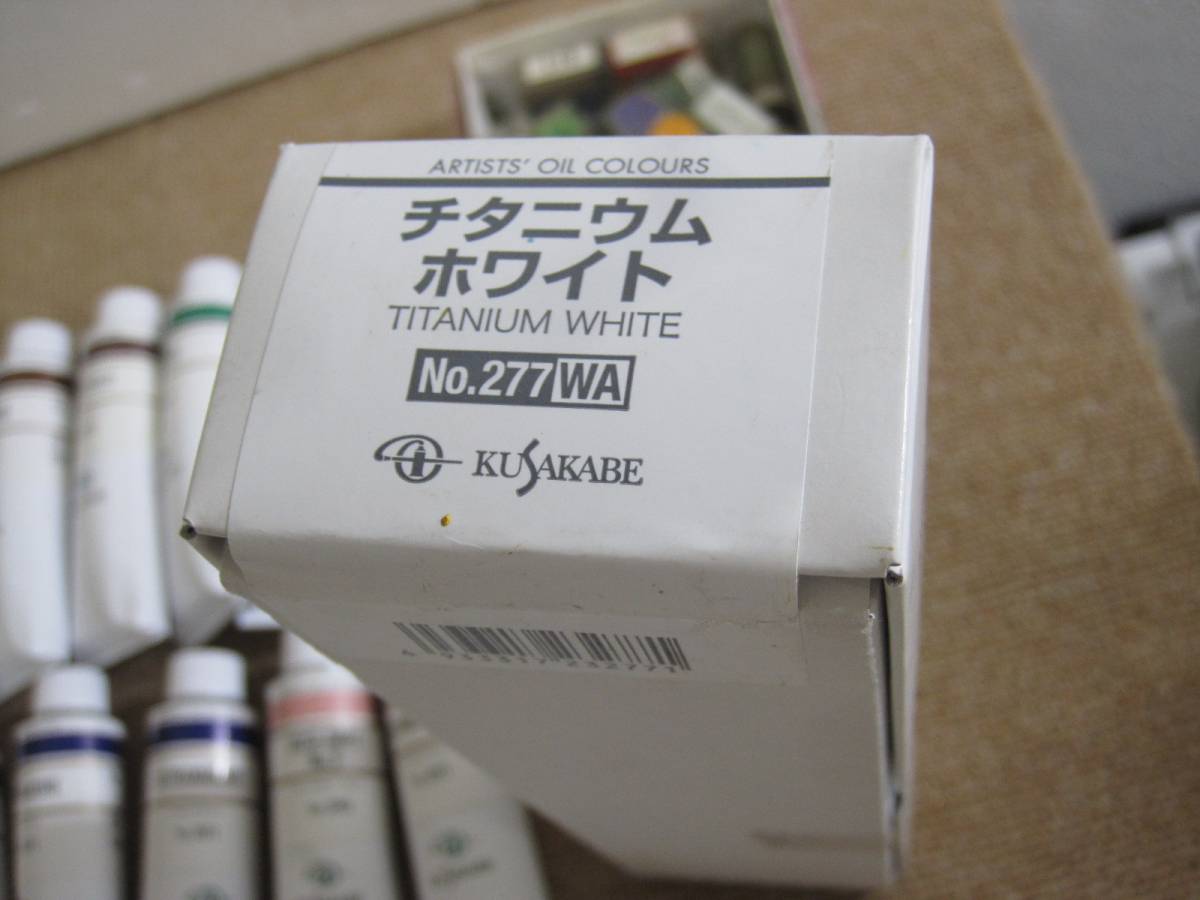 ARTISTS' OIL COLOURS
チタニウム
ホワイト
TITANIUM WHITE
No.277 WA
KUSAKABE